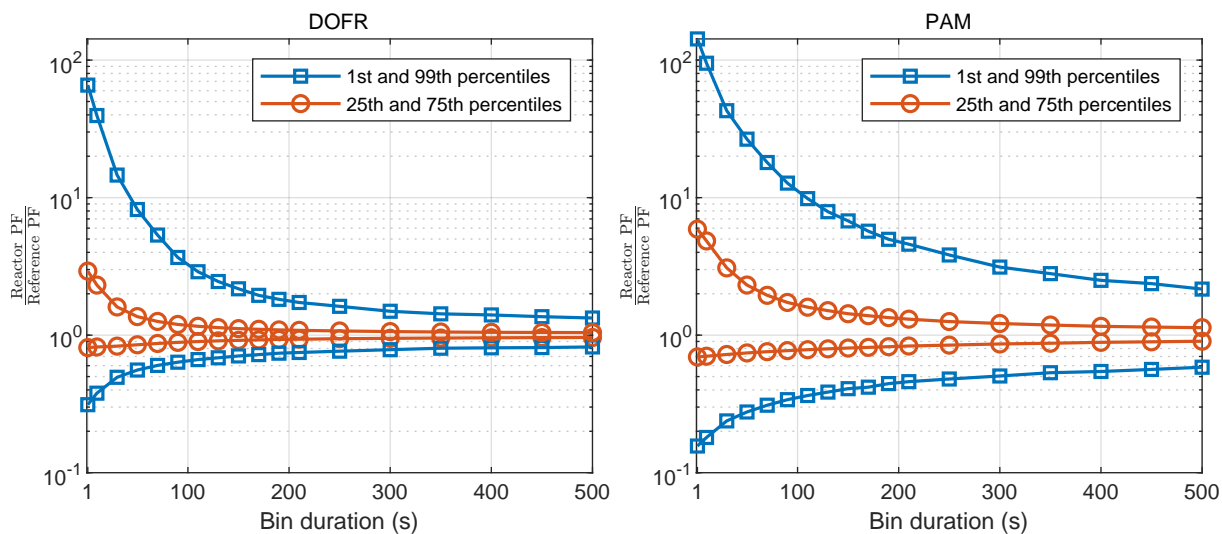 DOFR
10^2
10^1
10^0
10^-1
Reactor PF
Reference PF
1st and 99th percentiles
25th and 75th percentiles
1 100 200 300 400 500
Bin duration (s)
PAM
10^2
10^1
10^0
10^-1
Reactor PF
Reference PF
1st and 99th percentiles
25th and 75th percentiles
1 100 200 300 400 500
Bin duration (s)